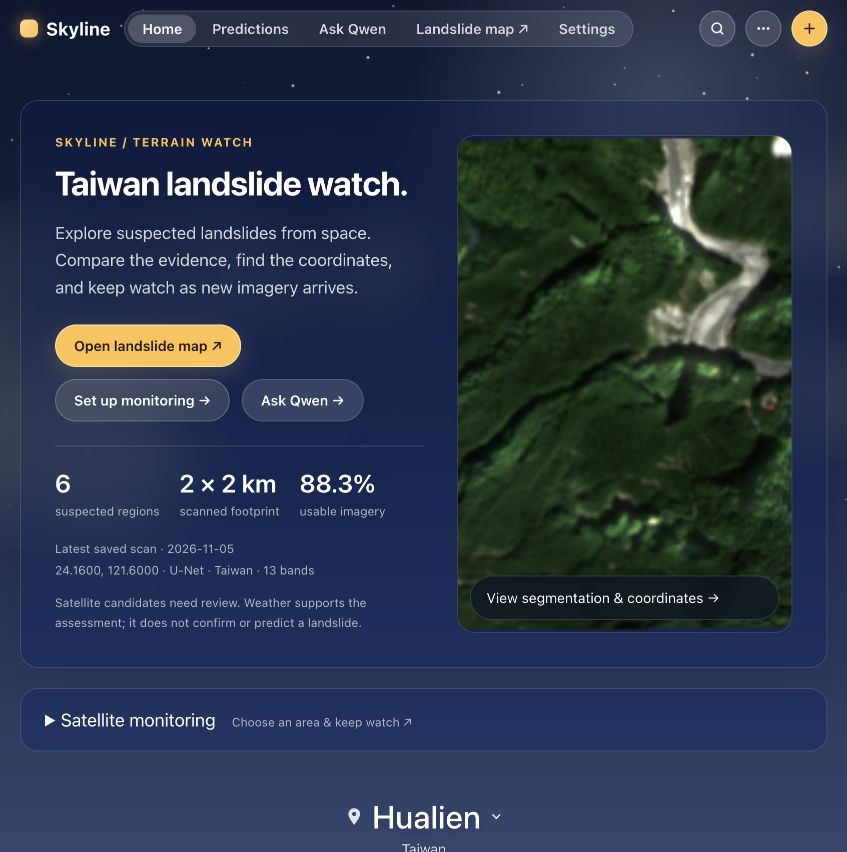 Skyline
Home
Predictions
Ask Qwen
Landslide map ↗
Settings
SKYLINE / TERRAIN WATCH
Taiwan landslide watch.
Explore suspected landslides from space.
Compare the evidence, find the coordinates,
and keep watch as new imagery arrives.
Open landslide map ↗
Set up monitoring →
Ask Qwen →
6
suspected regions
2 × 2 km
scanned footprint
88.3%
usable imagery
Latest saved scan · 2026-11-05
24.1600, 121.6000 · U-Net · Taiwan · 13 bands
Satellite candidates need review. Weather supports the
assessment; it does not confirm or predict a landslide.
View segmentation & coordinates →
Satellite monitoring
Choose an area & keep watch ↗
Hualien
Taiwan